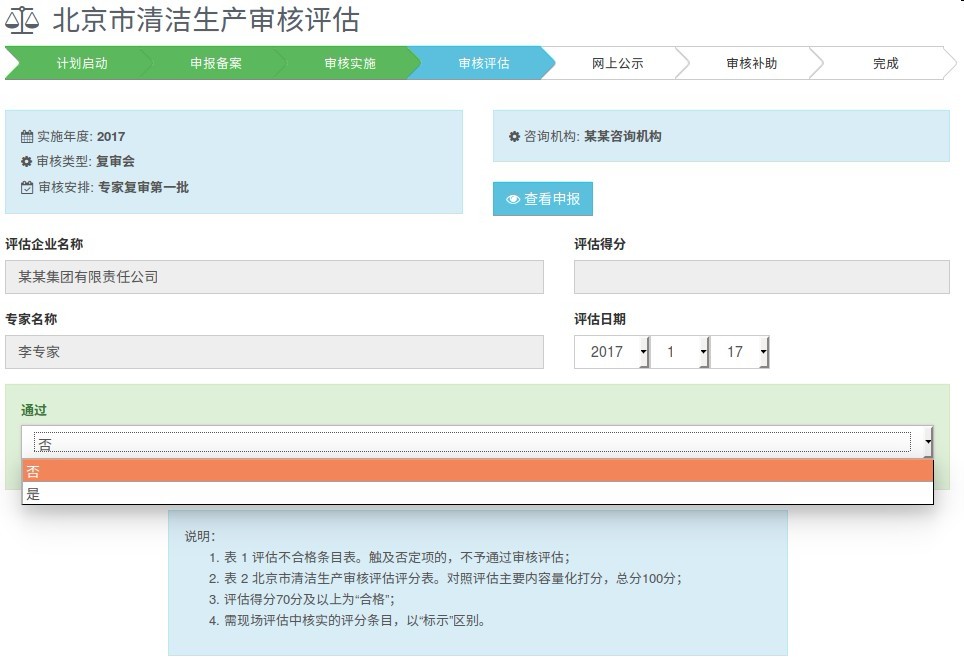 北京市清洁生产审核评估
计划启动 申报备案 审核实施 审核评估 网上公示 审核补助 完成
实施年度: 2017
审核类型: 复审会
审核安排: 专家复审第一批
咨询机构: 某某咨询机构
查看申报
评估企业名称
某某集团有限责任公司
评估得分
专家名称
李专家
评估日期
2017 1 17
通过
否
否
是
说明：
1. 表 1 评估不合格条目表。触及否定项的，不予通过审核评估；
2. 表 2 北京市清洁生产审核评估评分表。对照评估主要内容量化打分，总分100分；
3. 评估得分70分及以上为“合格”；
4. 需现场评估中核实的评分条目，以“标示”区别。